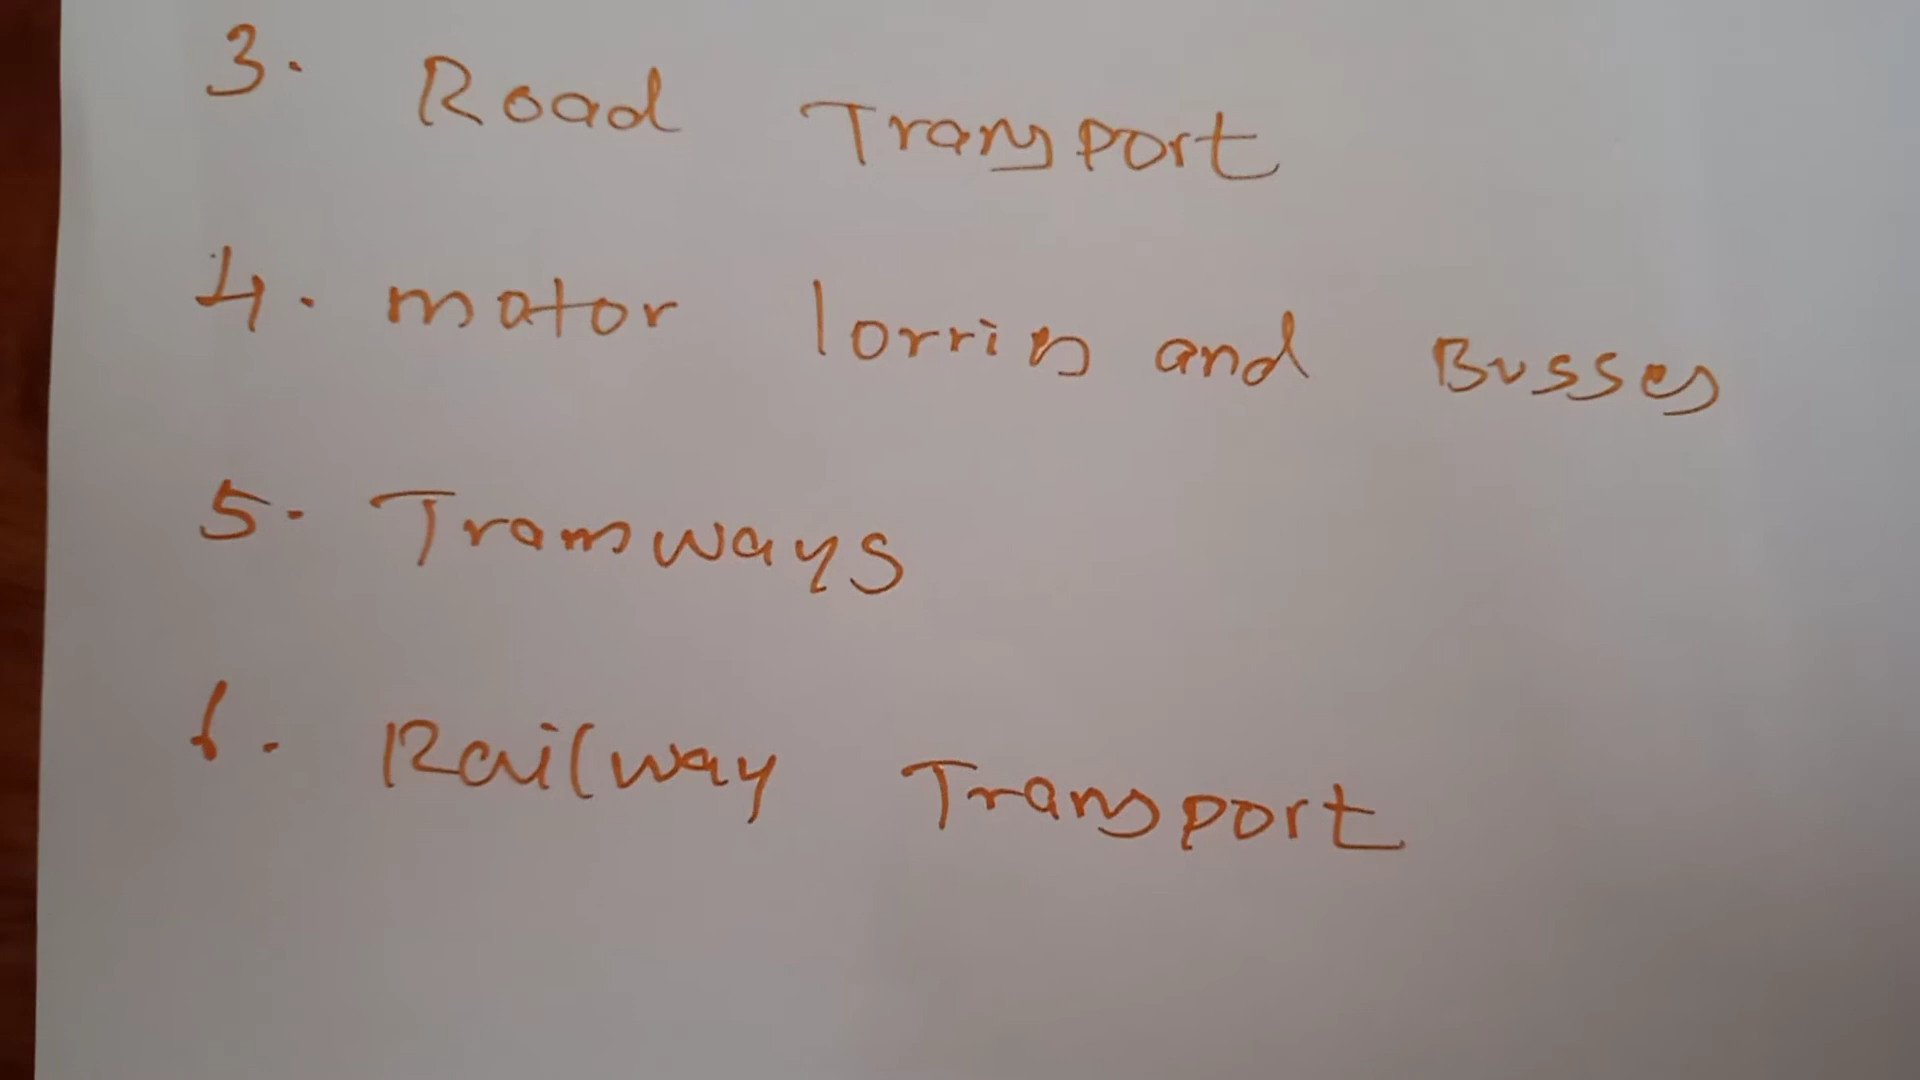 3. Road Transport
4. motor lorries and Busses
5. Tramways
6. Railway Transport